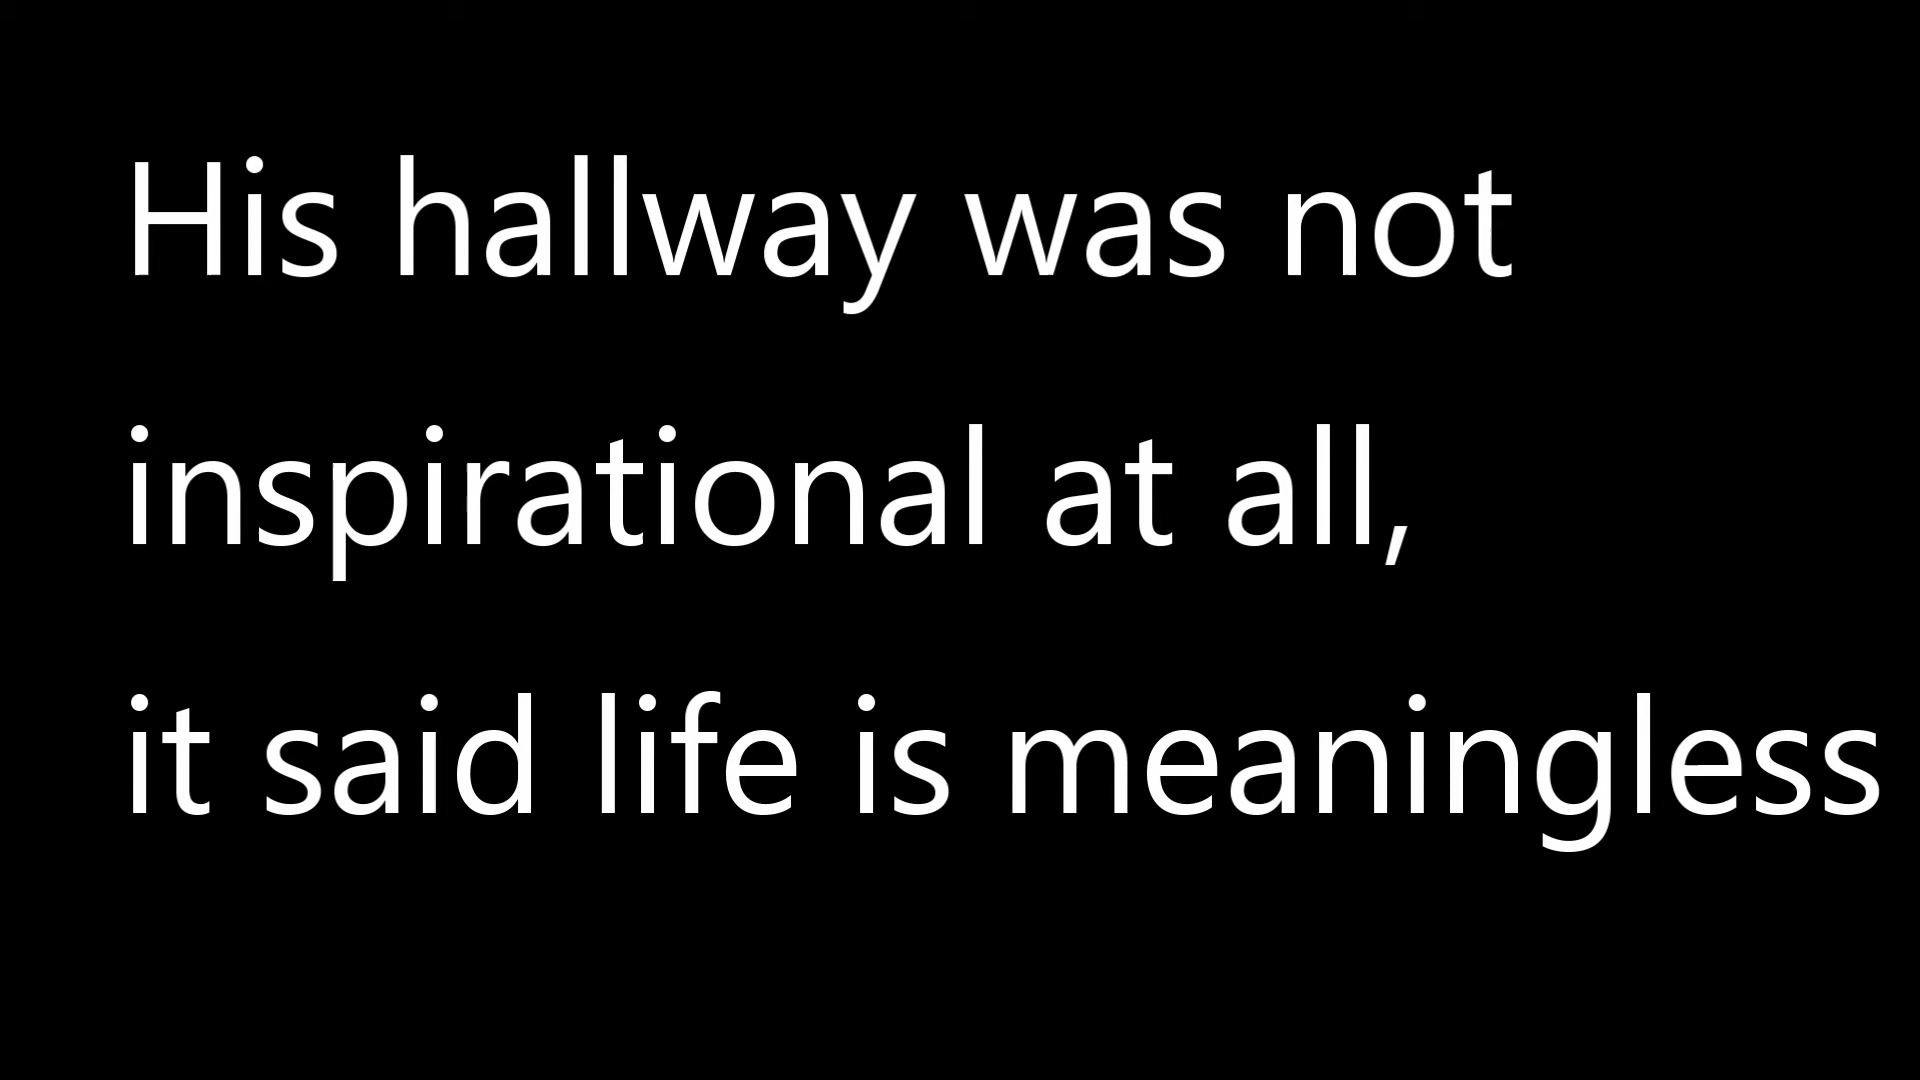 His hallway was not
inspirational at all,
it said life is meaningless